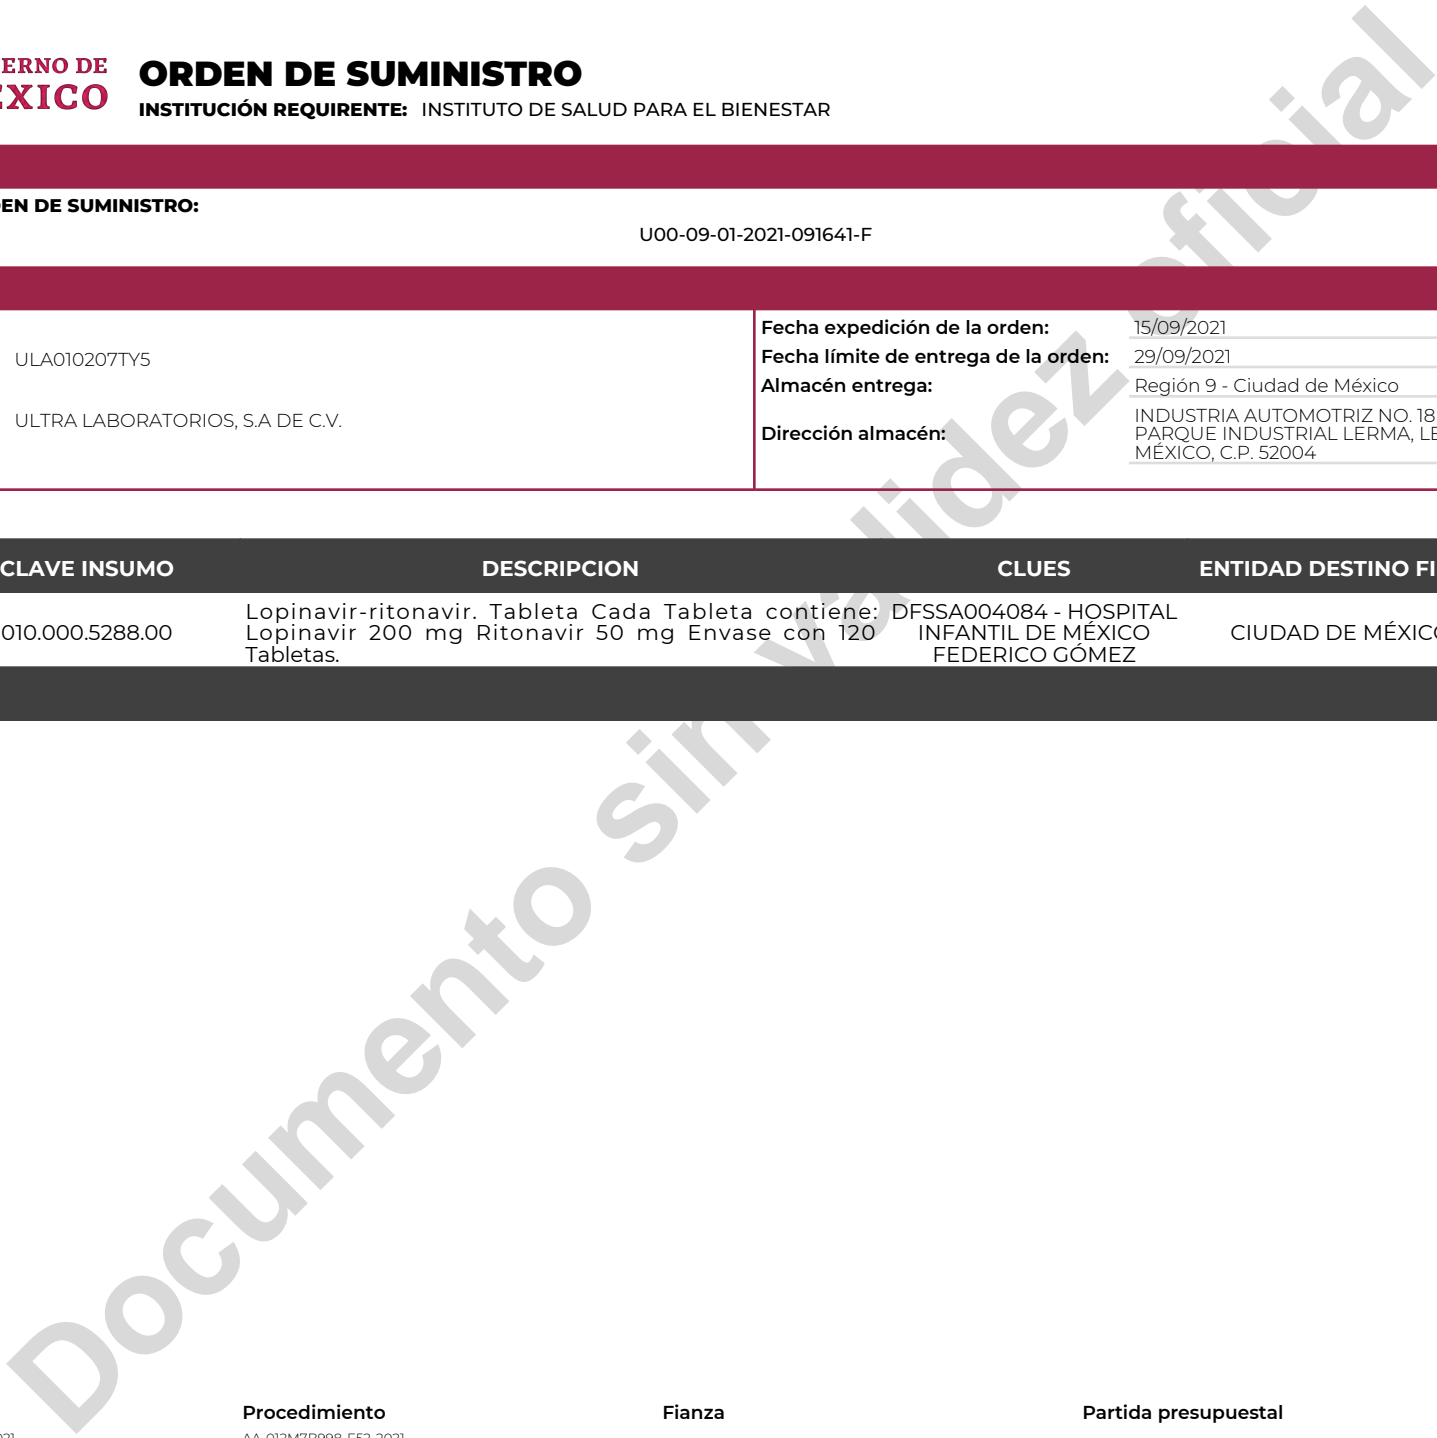 ERNO DE
ÉXICO
ORDEN DE SUMINISTRO
INSTITUCIÓN REQUIRENTE: INSTITUTO DE SALUD PARA EL BIENESTAR
EN DE SUMINISTRO:
U00-09-01-2021-091641-F
ULA010207TY5
ULTRA LABORATORIOS, S.A DE C.V.
Fecha expedición de la orden: 15/09/2021
Fecha límite de entrega de la orden: 29/09/2021
Almacén entrega: Región 9 - Ciudad de México
Dirección almacén: INDUSTRIA AUTOMOTRIZ NO. 18
PARQUE INDUSTRIAL LERMA, LE
MÉXICO, C.P. 52004
CLAVE INSUMO DESCRIPCION CLUES ENTIDAD DESTINO FI
010.000.5288.00
Lopinavir-ritonavir. Tableta Cada Tableta contiene:
Lopinavir 200 mg Ritonavir 50 mg Envase con 120
Tabletas.
DFSSA004084 - HOSPITAL
INFANTIL DE MÉXICO
FEDERICO GÓMEZ
CIUDAD DE MÉXICO
Documento sin validez oficial
Procedimiento Fianza Partida presupuestal